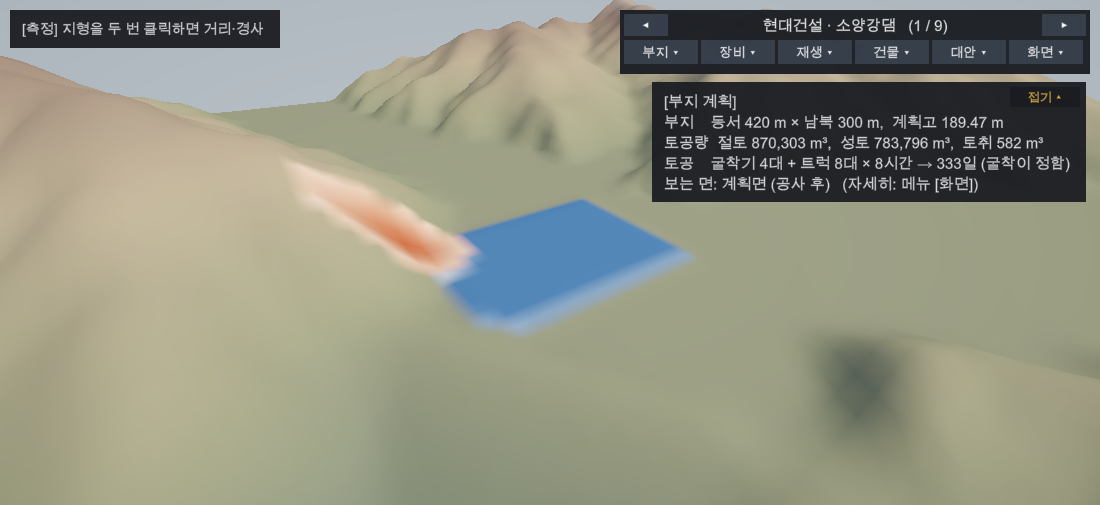 [측정] 지형을 두 번 클릭하면 거리·경사
◂ 현대건설 · 소양강댐 (1 / 9) ▸
부지 ▾ 장비 ▾ 재생 ▾ 건물 ▾ 대안 ▾ 화면 ▾
[부지 계획] 접기 ▴
부지 동서 420 m × 남북 300 m, 계획고 189.47 m
토공량 절토 870,303 m³, 성토 783,796 m³, 토취 582 m³
토공 굴착기 4대 + 트럭 8대 × 8시간 → 333일 (굴착이 정함)
보는 면: 계획면 (공사 후) (자세히: 메뉴 [화면])